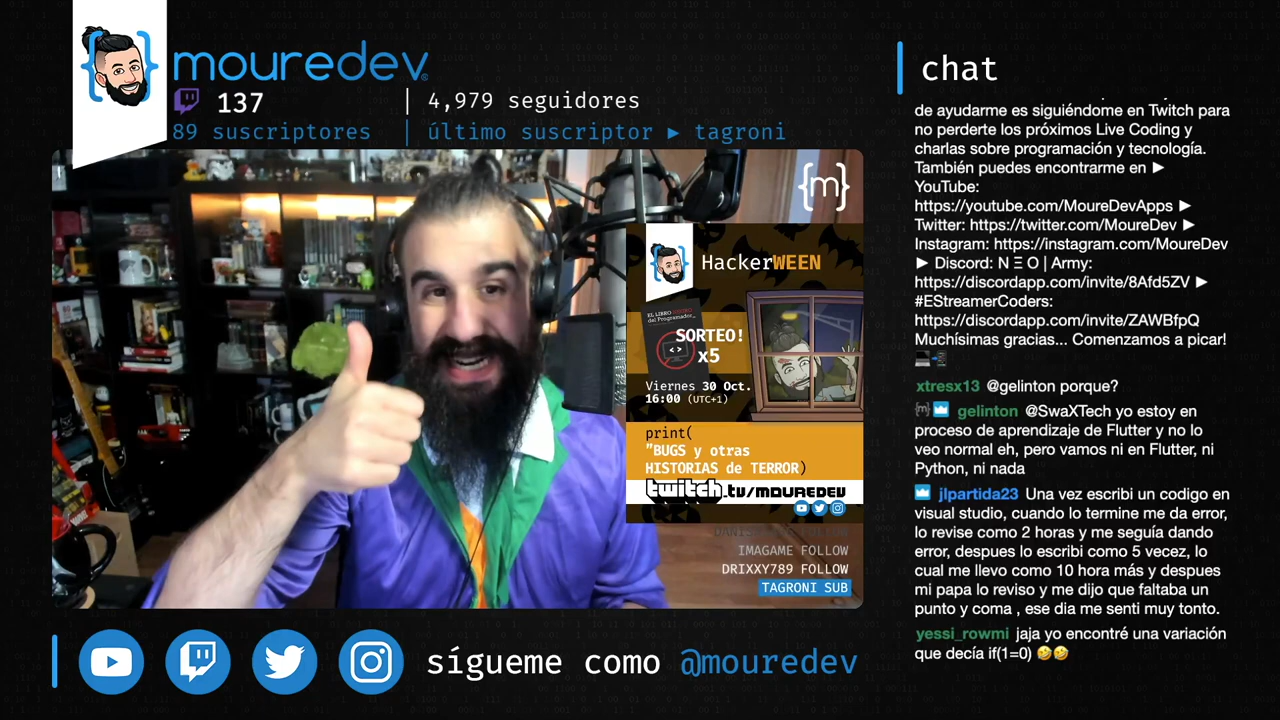 mouredev
137
4,979 seguidores
89 suscriptores
último suscriptor ► tagroni
{m}
HackerWEEN
EL LIBRO NEGRO
del Programador_
SORTEO!
x5
</>
Viernes 30 Oct.
16:00 (UTC+1)
print(
"BUGS y otras
HISTORIAS de TERROR)
twitch.tv/mouredev
IMAGAME FOLLOW
DRIXXY789 FOLLOW
TAGRONI SUB
sígueme como @mouredev
chat
de ayudarme es siguiéndome en Twitch para
no perderte los próximos Live Coding y
charlas sobre programación y tecnología.
También puedes encontrarme en ►
YouTube:
https://youtube.com/MoureDevApps ►
Twitter: https://twitter.com/MoureDev ►
Instagram: https://instagram.com/MoureDev
► Discord: N Ξ O | Army:
https://discordapp.com/invite/8Afd5ZV ►
#EStreamerCoders:
https://discordapp.com/invite/ZAWBfpQ
Muchísimas gracias... Comenzamos a picar!
xtresx13 @gelinton porque?
{m} gelinton @SwaXTech yo estoy en
proceso de aprendizaje de Flutter y no lo
veo normal eh, pero vamos ni en Flutter, ni
Python, ni nada
jlpartida23 Una vez escribi un codigo en
visual studio, cuando lo termine me da error,
lo revise como 2 horas y me seguía dando
error, despues lo escribi como 5 vecez, lo
cual me llevo como 10 hora más y despues
mi papa lo reviso y me dijo que faltaba un
punto y coma , ese dia me senti muy tonto.
yessi_rowmi jaja yo encontré una variación
que decía if(1=0) 🤣🤣